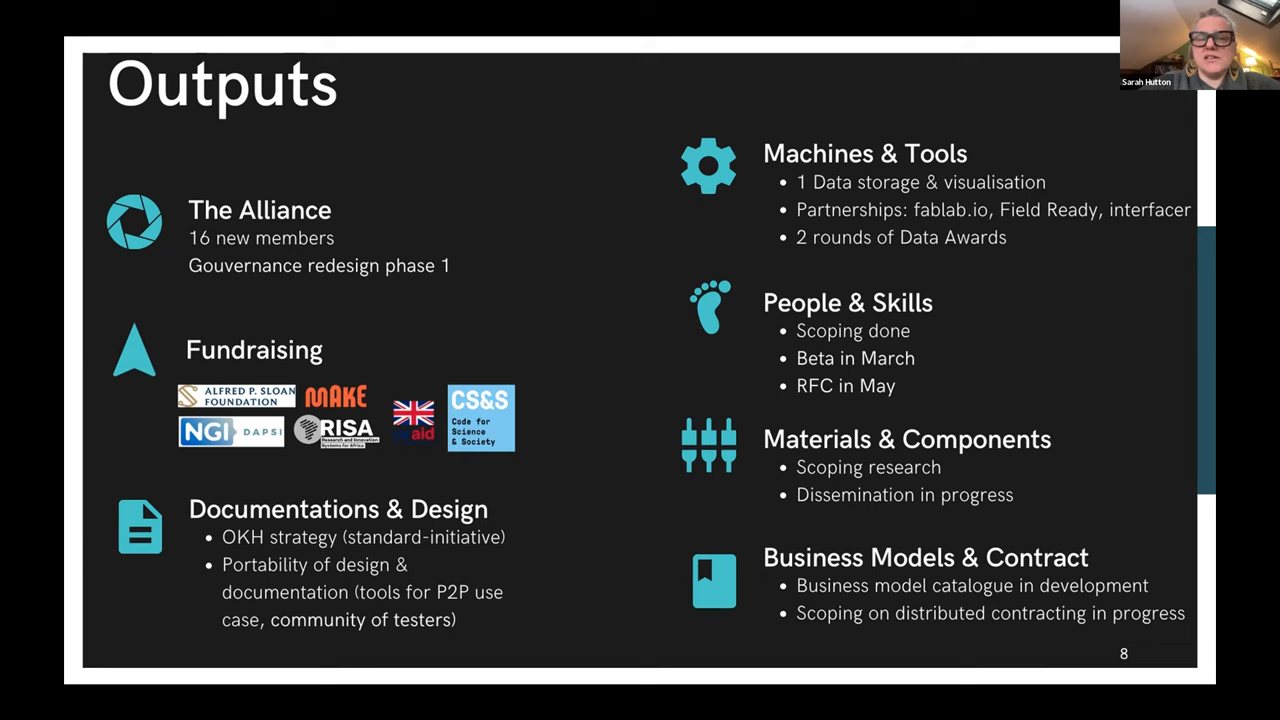 Outputs
Sarah Hutton
The Alliance
16 new members
Gouvernance redesign phase 1
Fundraising
ALFRED P. SLOAN
FOUNDATION
MAKE
NGI DAPSI
RISA
Research and Innovation
Systems for Africa
aid
CS&S
Code for
Science
& Society
Documentations & Design
• OKH strategy (standard-initiative)
• Portability of design &
documentation (tools for P2P use
case, community of testers)
Machines & Tools
• 1 Data storage & visualisation
• Partnerships: fablab.io, Field Ready, interfacer
• 2 rounds of Data Awards
People & Skills
• Scoping done
• Beta in March
• RFC in May
Materials & Components
• Scoping research
• Dissemination in progress
Business Models & Contract
• Business model catalogue in development
• Scoping on distributed contracting in progress
8